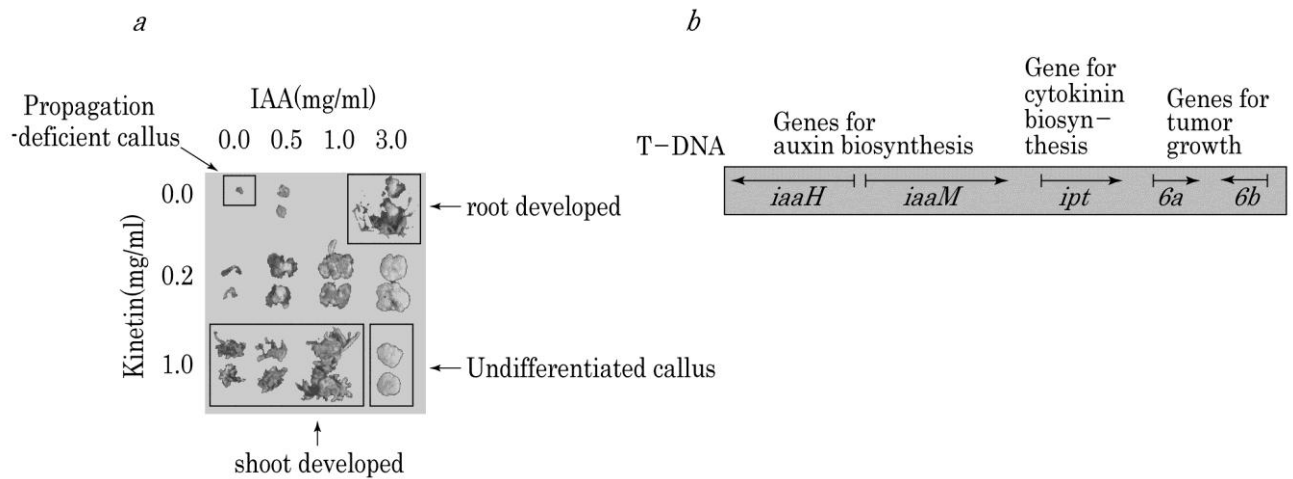 a
Propagation
-deficient callus
IAA(mg/ml)
0.0 0.5 1.0 3.0
Kinetin(mg/ml)
0.0
0.2
1.0
root developed
Undifferentiated callus
shoot developed
b
T-DNA
Genes for
auxin biosynthesis
Gene for
cytokinin
biosyn-
thesis
Genes for
tumor
growth
iaaH iaaM ipt 6a 6b